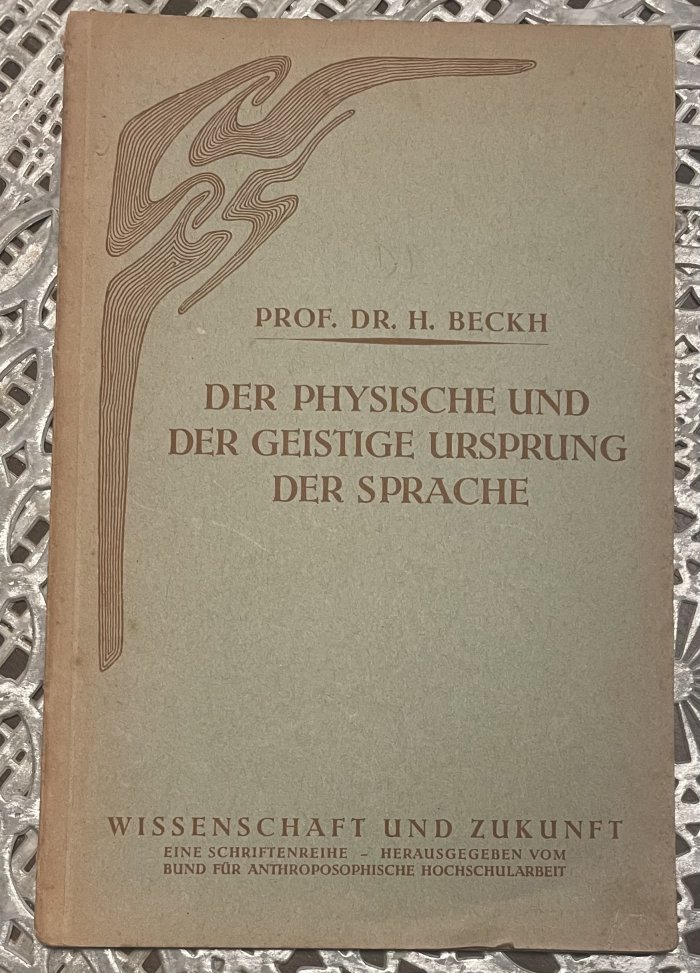 PROF. DR. H. BECKH
DER PHYSISCHE UND
DER GEISTIGE URSPRUNG
DER SPRACHE
WISSENSCHAFT UND ZUKUNFT
EINE SCHRIFTENREIHE – HERAUSGEGEBEN VOM
BUND FÜR ANTHROPOSOPHISCHE HOCHSCHULARBEIT